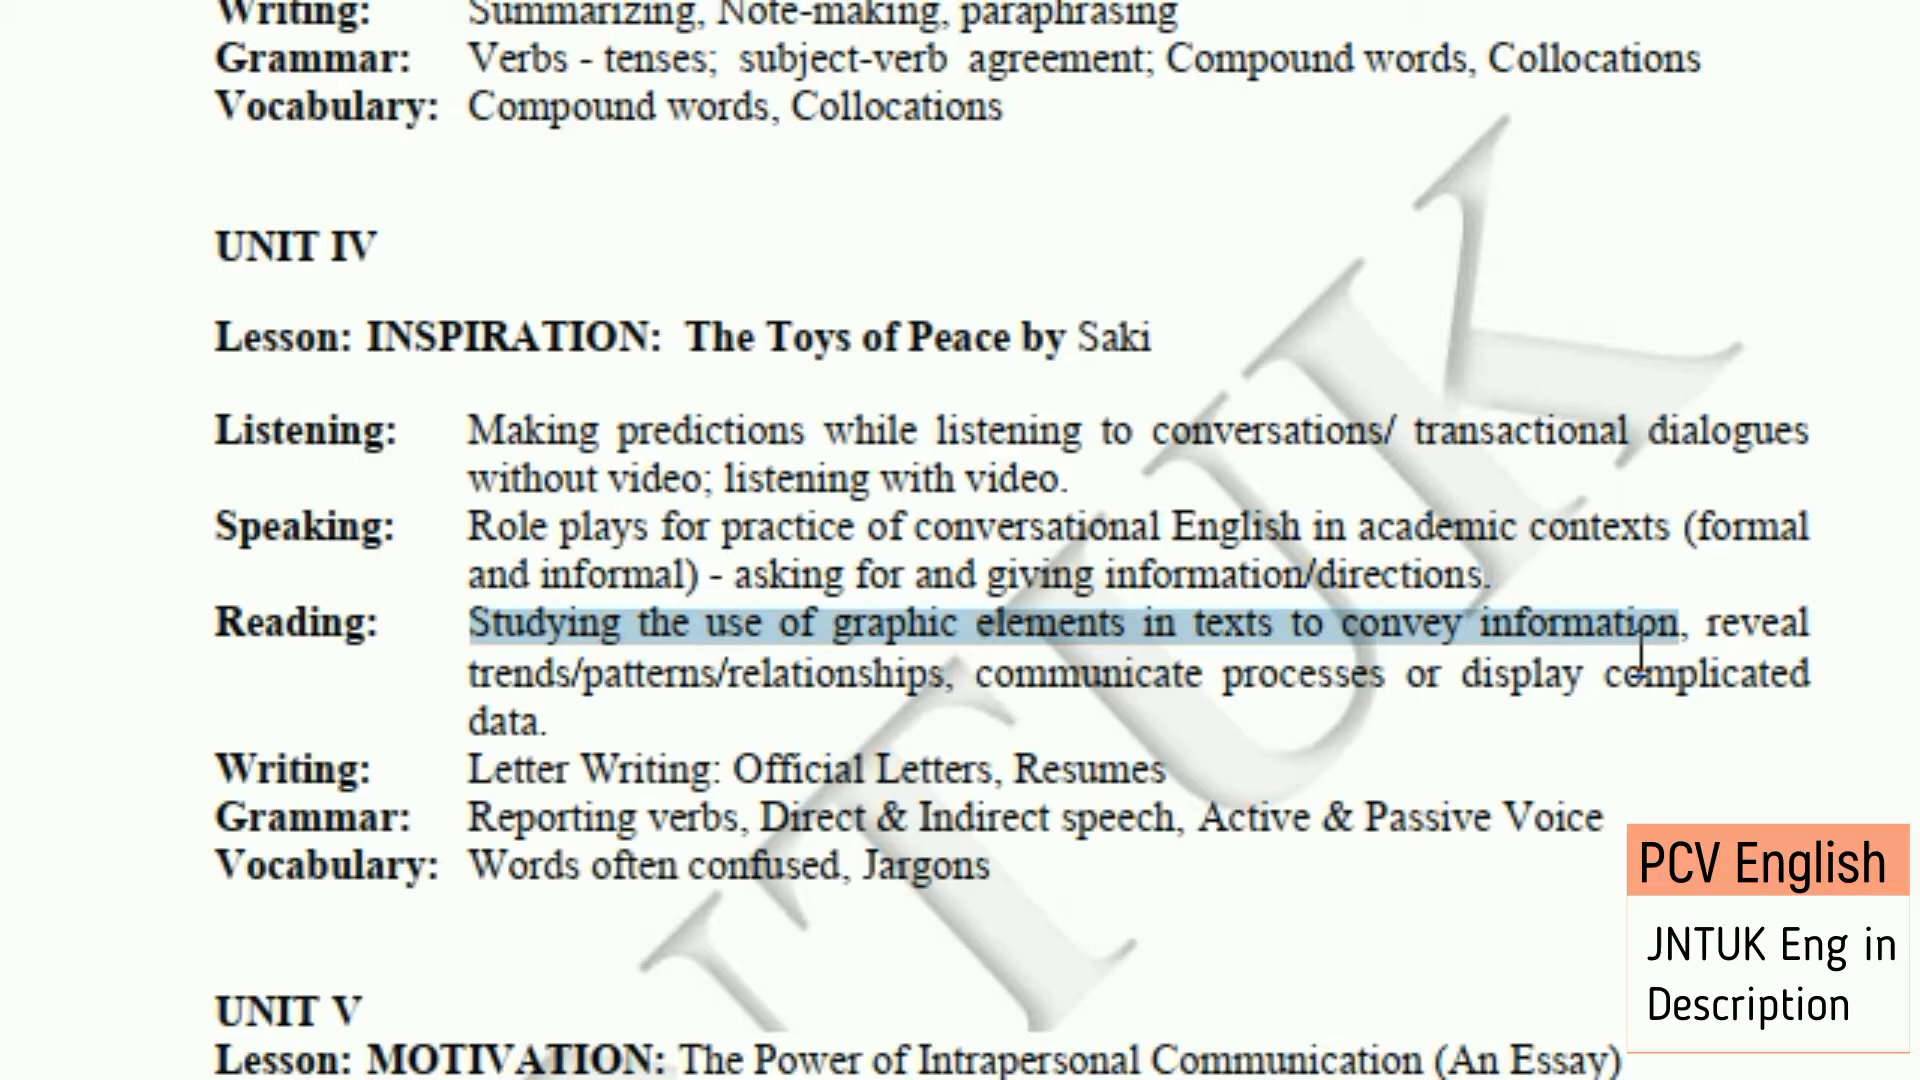 Writing: Summarizing, Note-making, paraphrasing
Grammar: Verbs - tenses; subject-verb agreement; Compound words, Collocations
Vocabulary: Compound words, Collocations
UNIT IV
Lesson: INSPIRATION: The Toys of Peace by Saki
Listening: Making predictions while listening to conversations/ transactional dialogues
without video; listening with video.
Speaking: Role plays for practice of conversational English in academic contexts (formal
and informal) - asking for and giving information/directions.
Reading: Studying the use of graphic elements in texts to convey information, reveal
trends/patterns/relationships, communicate processes or display complicated
data.
Writing: Letter Writing: Official Letters, Resumes
Grammar: Reporting verbs, Direct & Indirect speech, Active & Passive Voice
Vocabulary: Words often confused, Jargons
UNIT V
Lesson: MOTIVATION: The Power of Intrapersonal Communication (An Essay)
PCV English
JNTUK Eng in
Description
NTUK